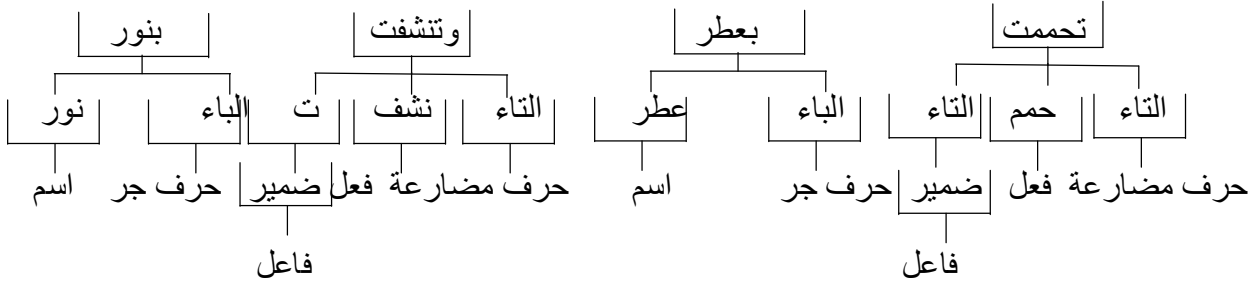 تحممت بعطر وتنشفت بنور
التاء حمم التاء الباء عطر التاء نشف ت الباء نور
حرف مضارعة فعل ضمير حرف جر اسم حرف مضارعة فعل ضمير حرف جر اسم
فاعل فاعل